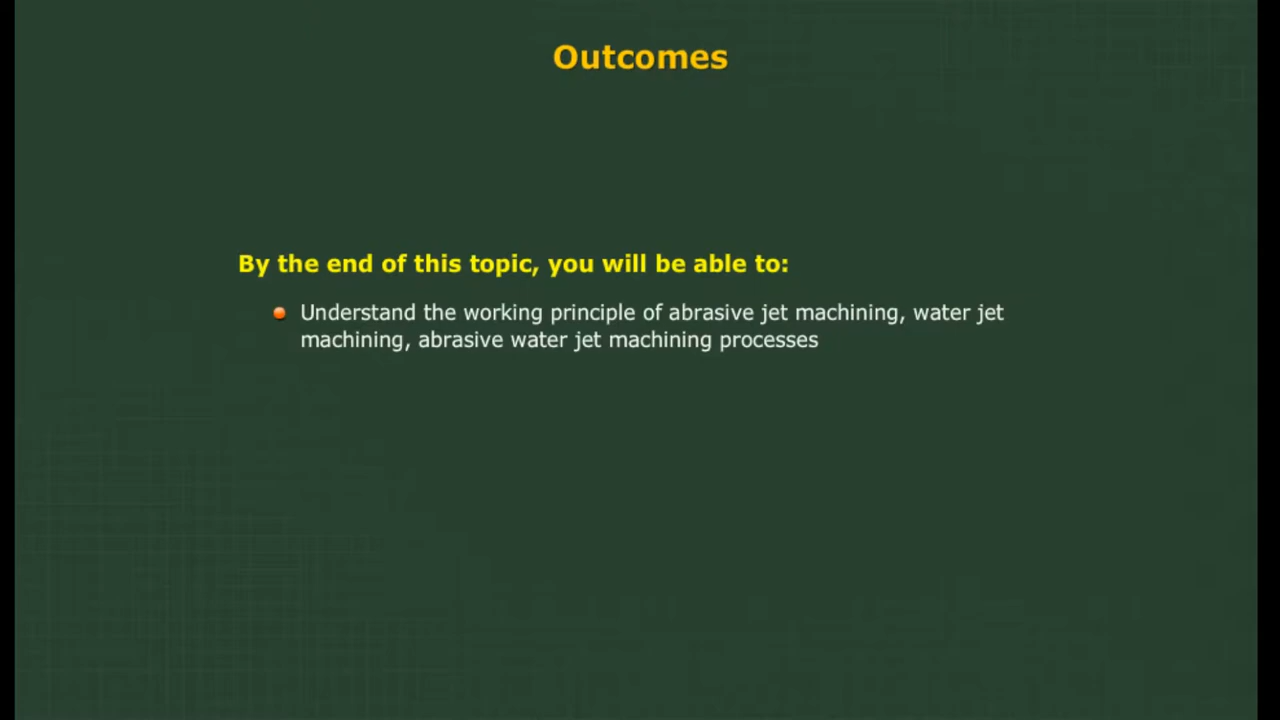 Outcomes
By the end of this topic, you will be able to:
Understand the working principle of abrasive jet machining, water jet
machining, abrasive water jet machining processes